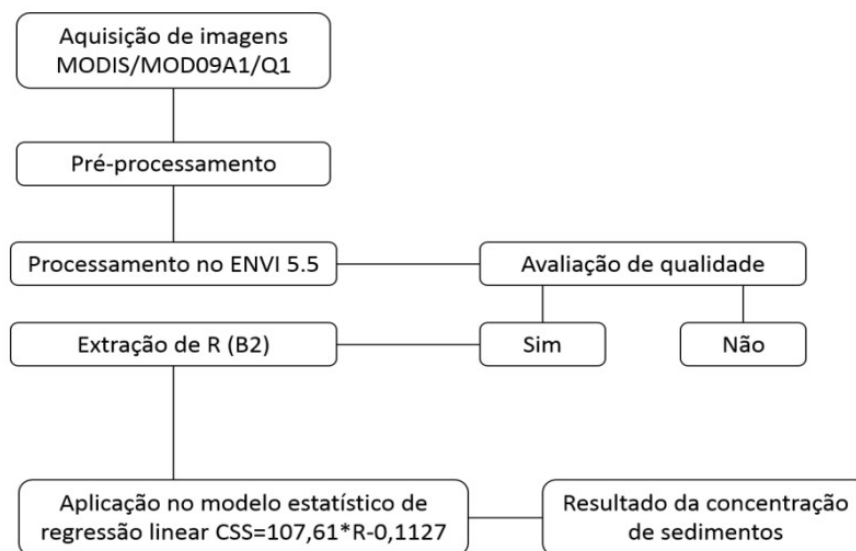 Aquisição de imagens
MODIS/MOD09A1/Q1
Pré-processamento
Processamento no ENVI 5.5
Avaliação de qualidade
Extração de R (B2)
Sim
Não
Aplicação no modelo estatístico de
regressão linear CSS=107,61*R-0,1127
Resultado da concentração
de sedimentos